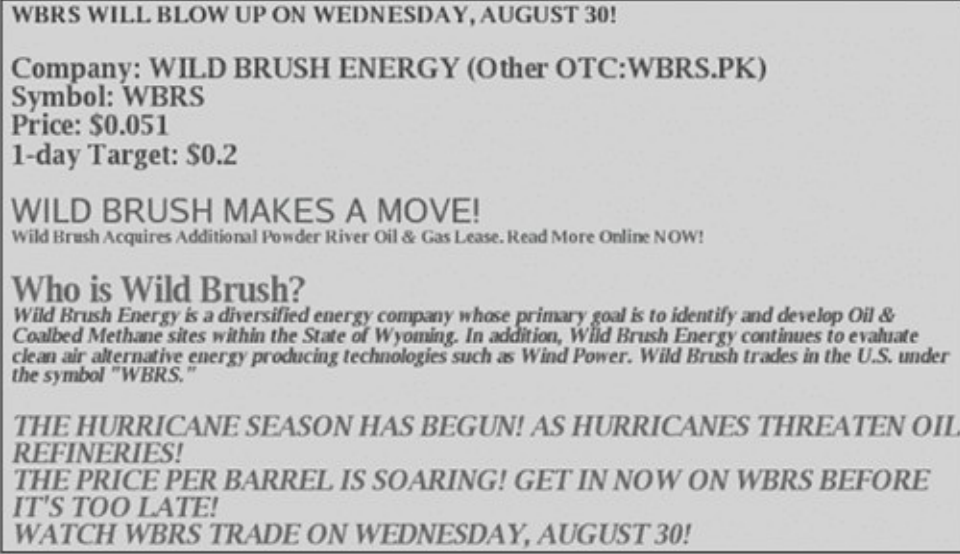 WBRS WILL BLOW UP ON WEDNESDAY, AUGUST 30!
Company: WILD BRUSH ENERGY (Other OTC:WBRS.PK)
Symbol: WBRS
Price: $0.051
1-day Target: $0.2
WILD BRUSH MAKES A MOVE!
Wild Brush Acquires Additional Powder River Oil & Gas Lease. Read More Online NOW!
Who is Wild Brush?
Wild Brush Energy is a diversified energy company whose primary goal is to identify and develop Oil &
Coalbed Methane sites within the State of Wyoming. In addition, Wild Brush Energy continues to evaluate
clean air alternative energy producing technologies such as Wind Power. Wild Brush trades in the U.S. under
the symbol "WBRS."
THE HURRICANE SEASON HAS BEGUN! AS HURRICANES THREATEN OIL
REFINERIES!
THE PRICE PER BARREL IS SOARING! GET IN NOW ON WBRS BEFORE
IT'S TOO LATE!
WATCH WBRS TRADE ON WEDNESDAY, AUGUST 30!